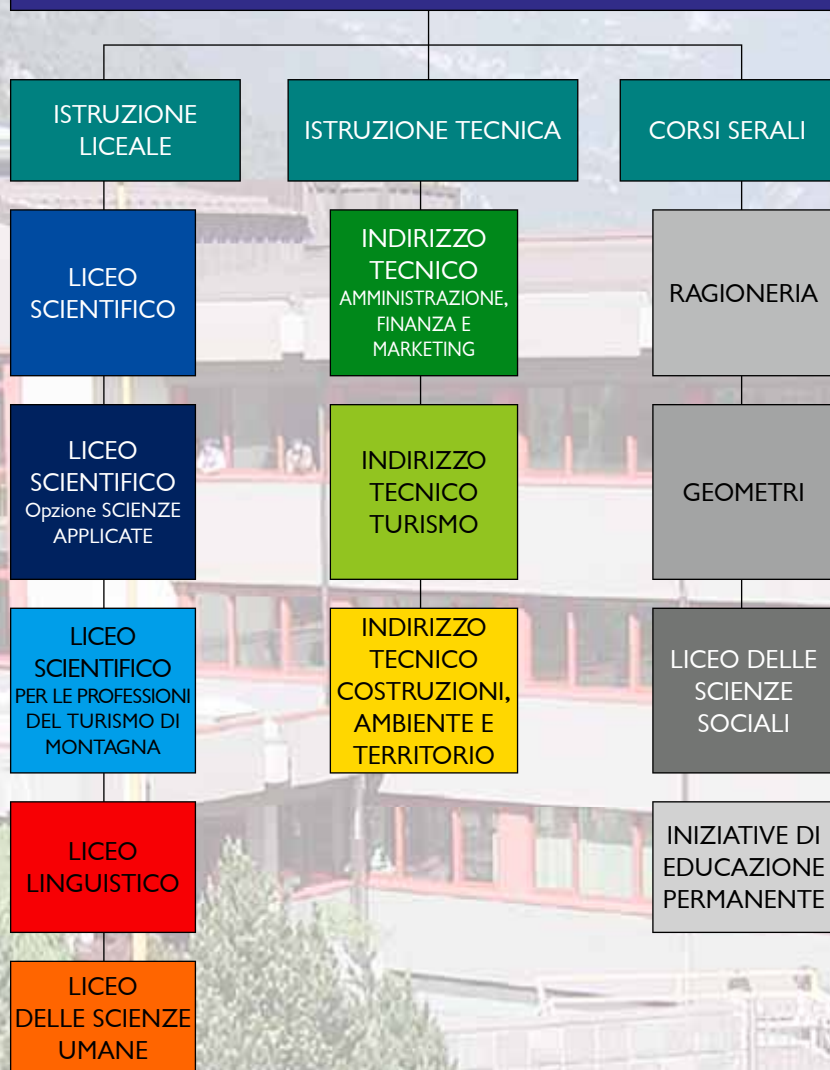 ISTRUZIONE
LICEALE
ISTRUZIONE TECNICA
CORSI SERALI
LICEO
SCIENTIFICO
LICEO
SCIENTIFICO
Opzione SCIENZE
APPLICATE
LICEO
SCIENTIFICO
PER LE PROFESSIONI
DEL TURISMO DI
MONTAGNA
LICEO
LINGUISTICO
LICEO
DELLE SCIENZE
UMANE
INDIRIZZO
TECNICO
AMMINISTRAZIONE,
FINANZA E
MARKETING
INDIRIZZO
TECNICO
TURISMO
INDIRIZZO
TECNICO
COSTRUZIONI,
AMBIENTE E
TERRITORIO
RAGIONERIA
GEOMETRI
LICEO DELLE
SCIENZE
SOCIALI
INIZIATIVE DI
EDUCAZIONE
PERMANENTE